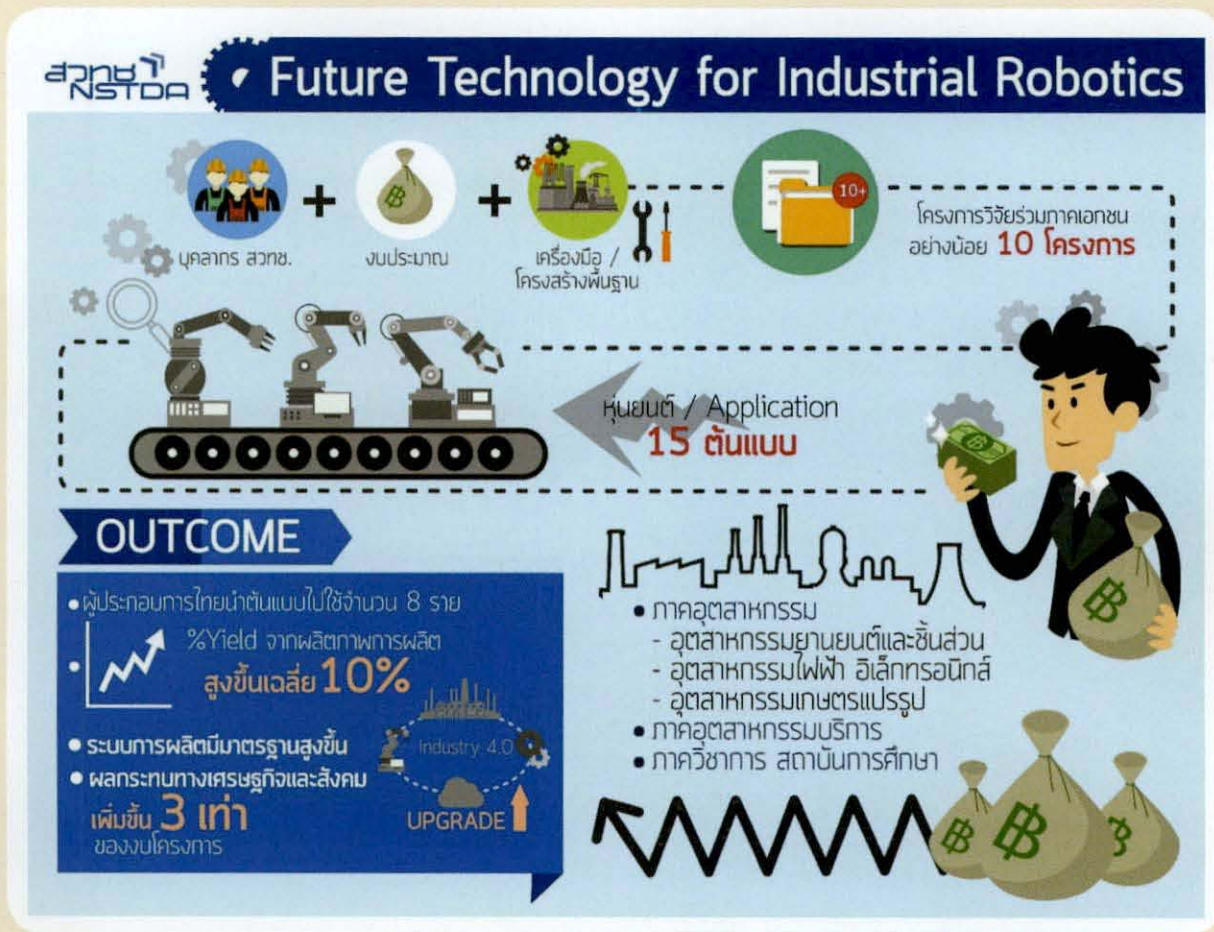 สวทช
NSTDA
Future Technology for Industrial Robotics
บุคลากร สวทช.
+
งบประมาณ
+
เครื่องมือ /
โครงสร้างพื้นฐาน
10+
โครงการวิจัยร่วมภาคเอกชน
อย่างน้อย 10 โครงการ
หุ่นยนต์ / Application
15 ต้นแบบ
OUTCOME
• ผู้ประกอบการไทยนำต้นแบบไปใช้จำนวน 8 ราย
• %Yield จากผลิตภาพการผลิต
สูงขึ้นเฉลี่ย 10%
• ระบบการผลิตมีมาตรฐานสูงขึ้น
• ผลกระทบทางเศรษฐกิจและสังคม
เพิ่มขึ้น 3 เท่า
ของงบโครงการ
Industry 4.0
UPGRADE
• ภาคอุตสาหกรรม
- อุตสาหกรรมยานยนต์และชิ้นส่วน
- อุตสาหกรรมไฟฟ้า อิเล็กทรอนิกส์
- อุตสาหกรรมเกษตรแปรรูป
• ภาคอุตสาหกรรมบริการ
• ภาควิชาการ สถาบันการศึกษา
฿
฿
฿
฿
฿
฿